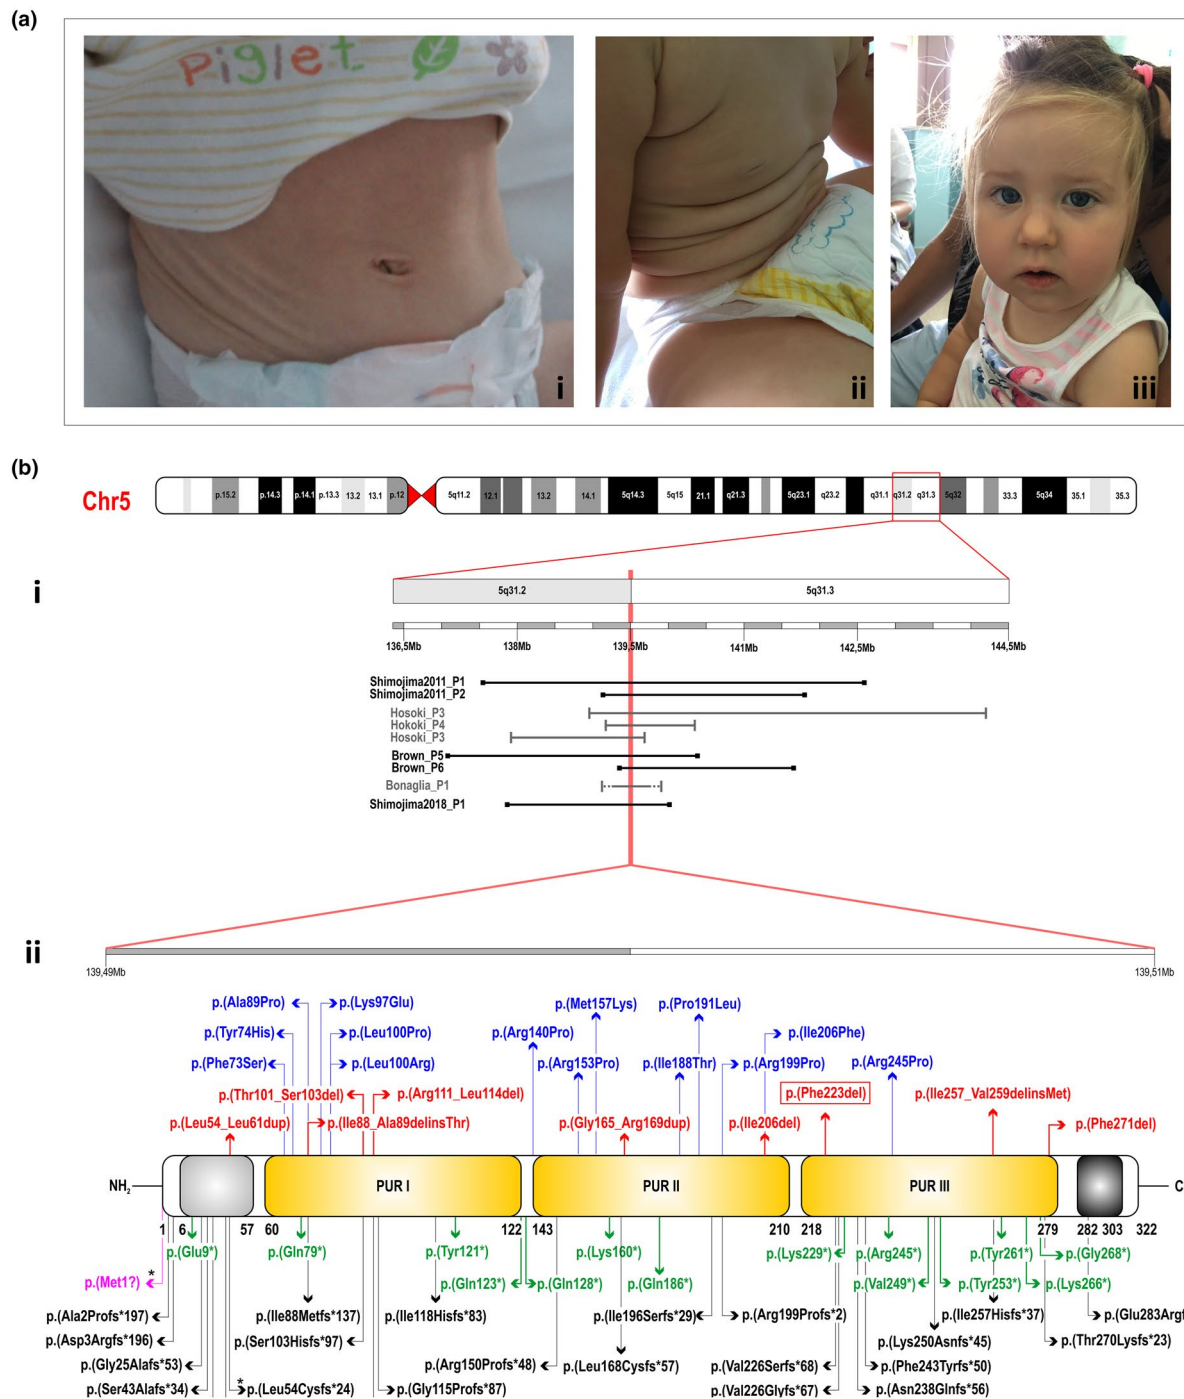 (a)
Piglet
i
ii
iii
(b)
Chr5
p.15.2 p.14.3 p.14.1 p.13.3 13.2 13.1 p.12 5q11.2 12.1 13.2 14.1 5q14.3 5q15 21.1 q21.3 5q23.1 q23.2 q31.1 q31.2 q31.3 5q32 33.3 5q34 35.1 35.3
i
5q31.2 5q31.3
136,5Mb 138Mb 139,5Mb 141Mb 142,5Mb 144,5Mb
Shimojima2011_P1
Shimojima2011_P2
Hosoki_P3
Hokoki_P4
Hosoki_P3
Brown_P5
Brown_P6
Bonaglia_P1
Shimojima2018_P1
ii
139,49Mb 139,51Mb
p.(Ala89Pro) p.(Lys97Glu) p.(Met157Lys) p.(Pro191Leu)
p.(Tyr74His) p.(Leu100Pro) p.(Arg140Pro) p.(Ile206Phe)
p.(Phe73Ser) p.(Leu100Arg) p.(Arg153Pro) p.(Ile188Thr) p.(Arg199Pro) p.(Arg245Pro)
p.(Thr101_Ser103del) p.(Arg111_Leu114del) p.(Phe223del) p.(Ile257_Val259delinsMet)
p.(Leu54_Leu61dup) p.(Ile88_Ala89delinsThr) p.(Gly165_Arg169dup) p.(Ile206del) p.(Phe271del)
NH2 PUR I PUR II PUR III C
1 6 57 60 122 143 210 218 279 282 303 322
p.(Glu9*) p.(Gln79*) p.(Tyr121*) p.(Lys160*) p.(Lys229*) p.(Arg245*) p.(Tyr261*) p.(Gly268*)
p.(Met1?) * p.(Gln123*) p.(Gln128*) p.(Gln186*) p.(Val249*) p.(Tyr253*) p.(Lys266*)
p.(Ala2Profs*197) p.(Ile88Metfs*137) p.(Ile118Hisfs*83) p.(Ile196Serfs*29) p.(Arg199Profs*2) p.(Ile257Hisfs*37) p.(Glu283Argf
p.(Asp3Argfs*196) p.(Ser103Hisfs*97) p.(Lys250Asnfs*45) p.(Thr270Lysfs*23)
p.(Gly25Alafs*53) p.(Arg150Profs*48) p.(Leu168Cysfs*57) p.(Val226Serfs*68) p.(Phe243Tyrfs*50)
p.(Ser43Alafs*34) * p.(Leu54Cysfs*24) p.(Gly115Profs*87) p.(Val226Glyfs*67) p.(Asn238Glnfs*56)